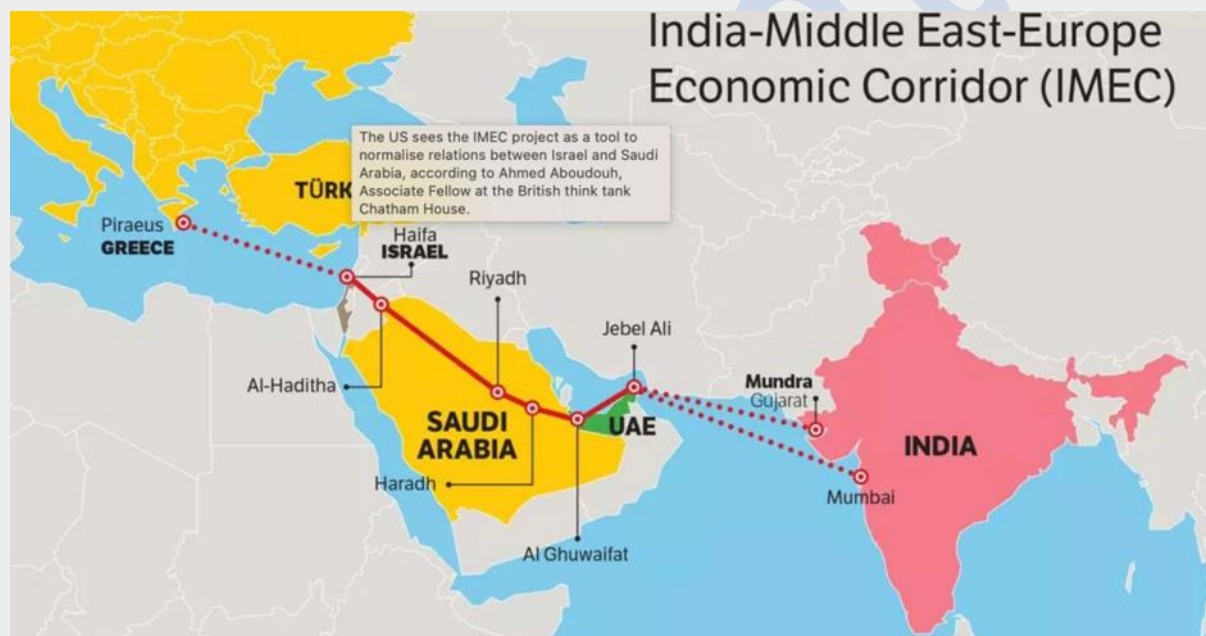 India-Middle East-Europe
Economic Corridor (IMEC)
The US sees the IMEC project as a tool to
normalise relations between Israel and Saudi
Arabia, according to Ahmed Aboudouh,
Associate Fellow at the British think tank
Chatham House.
TÜRK
Piraeus
GREECE
Haifa
ISRAEL
Riyadh
Jebel Ali
Al-Haditha
Mundra
Gujarat
SAUDI
ARABIA
UAE
INDIA
Haradh
Mumbai
Al Ghuwaifat